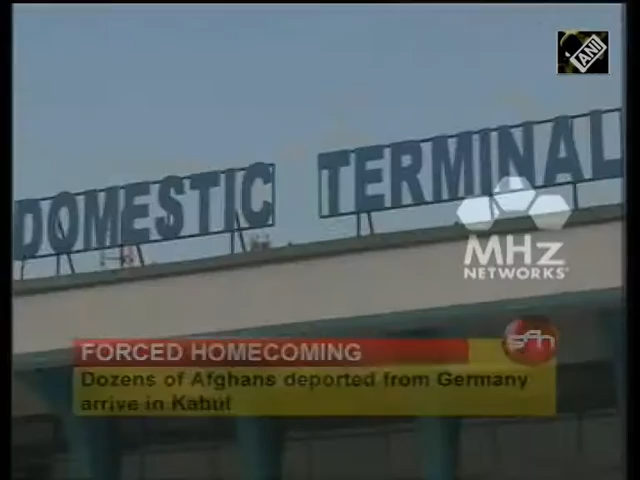 ANI
DOMESTIC TERMINAL
MHz
NETWORKS
FORCED HOMECOMING
Dozens of Afghans deported from Germany
arrive in Kabul